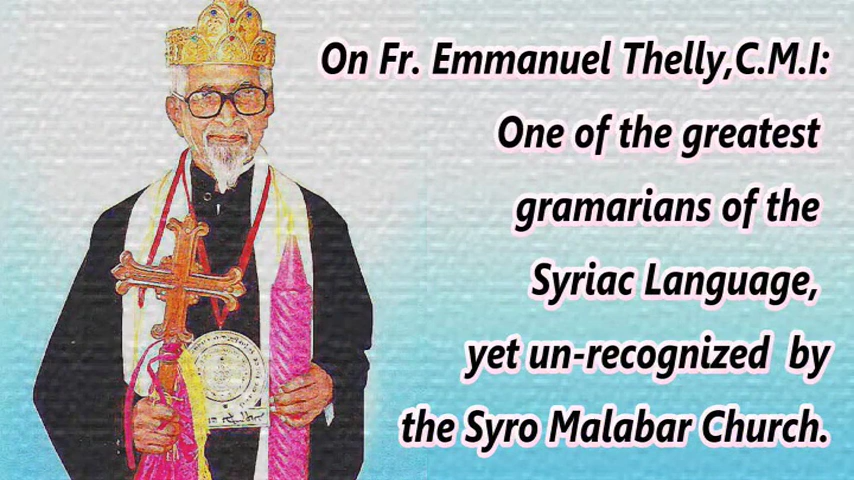 On Fr. Emmanuel Thelly,C.M.I:
One of the greatest
gramarians of the
Syriac Language,
yet un-recognized by
the Syro Malabar Church.